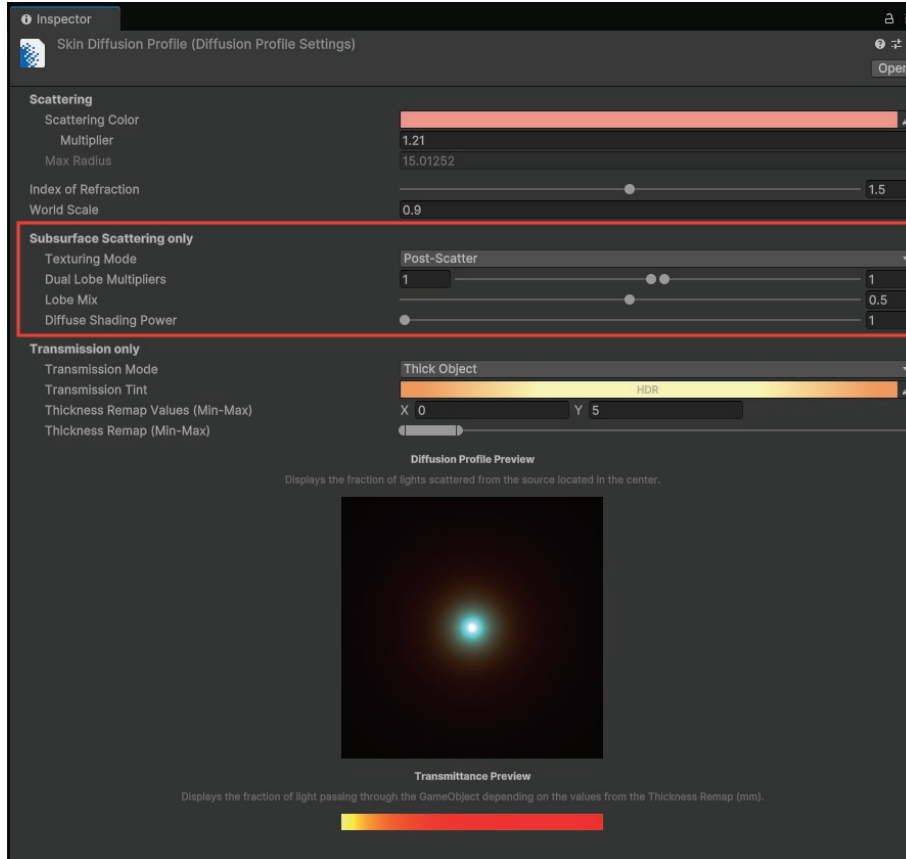 Inspector
Skin Diffusion Profile (Diffusion Profile Settings)
Open
Scattering
Scattering Color
Multiplier 1.21
Max Radius 15.01252
Index of Refraction 1.5
World Scale 0.9
Subsurface Scattering only
Texturing Mode Post-Scatter
Dual Lobe Multipliers 1 1
Lobe Mix 0.5
Diffuse Shading Power 1
Transmission only
Transmission Mode Thick Object
Transmission Tint HDR
Thickness Remap Values (Min-Max) X 0 Y 5
Thickness Remap (Min-Max)
Diffusion Profile Preview
Displays the fraction of lights scattered from the source located in the center.
Transmittance Preview
Displays the fraction of light passing through the GameObject depending on the values from the Thickness Remap (mm).